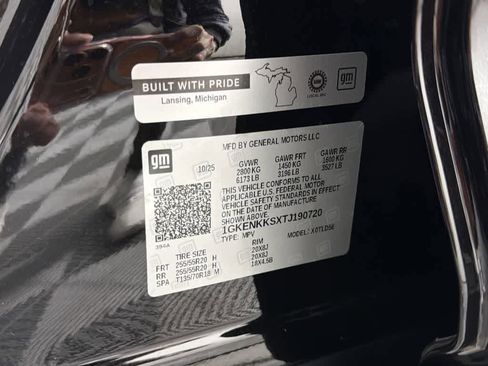 BUILT WITH PRIDE
Lansing, Michigan
gm
gm
MFD BY GENERAL MOTORS LLC
10/25 GVWR GAWR FRT GAWR RR
2800 KG 1450 KG 1600 KG
6173 LB 3196 LB 3527 LB
THIS VEHICLE CONFORMS TO ALL
APPLICABLE U.S. FEDERAL MOTOR
VEHICLE SAFETY STANDARDS IN EFFECT
ON THE DATE OF MANUFACTURE
SHOWN ABOVE
1GKENKKSXTJ190720
TYPE: MPV MODEL: X0TLD56
TIRE SIZE RIM
FRT 255/55R20 H 20X8J
RR 255/55R20 H 20X8J
SPA T135/70R18 M 18X4.5B